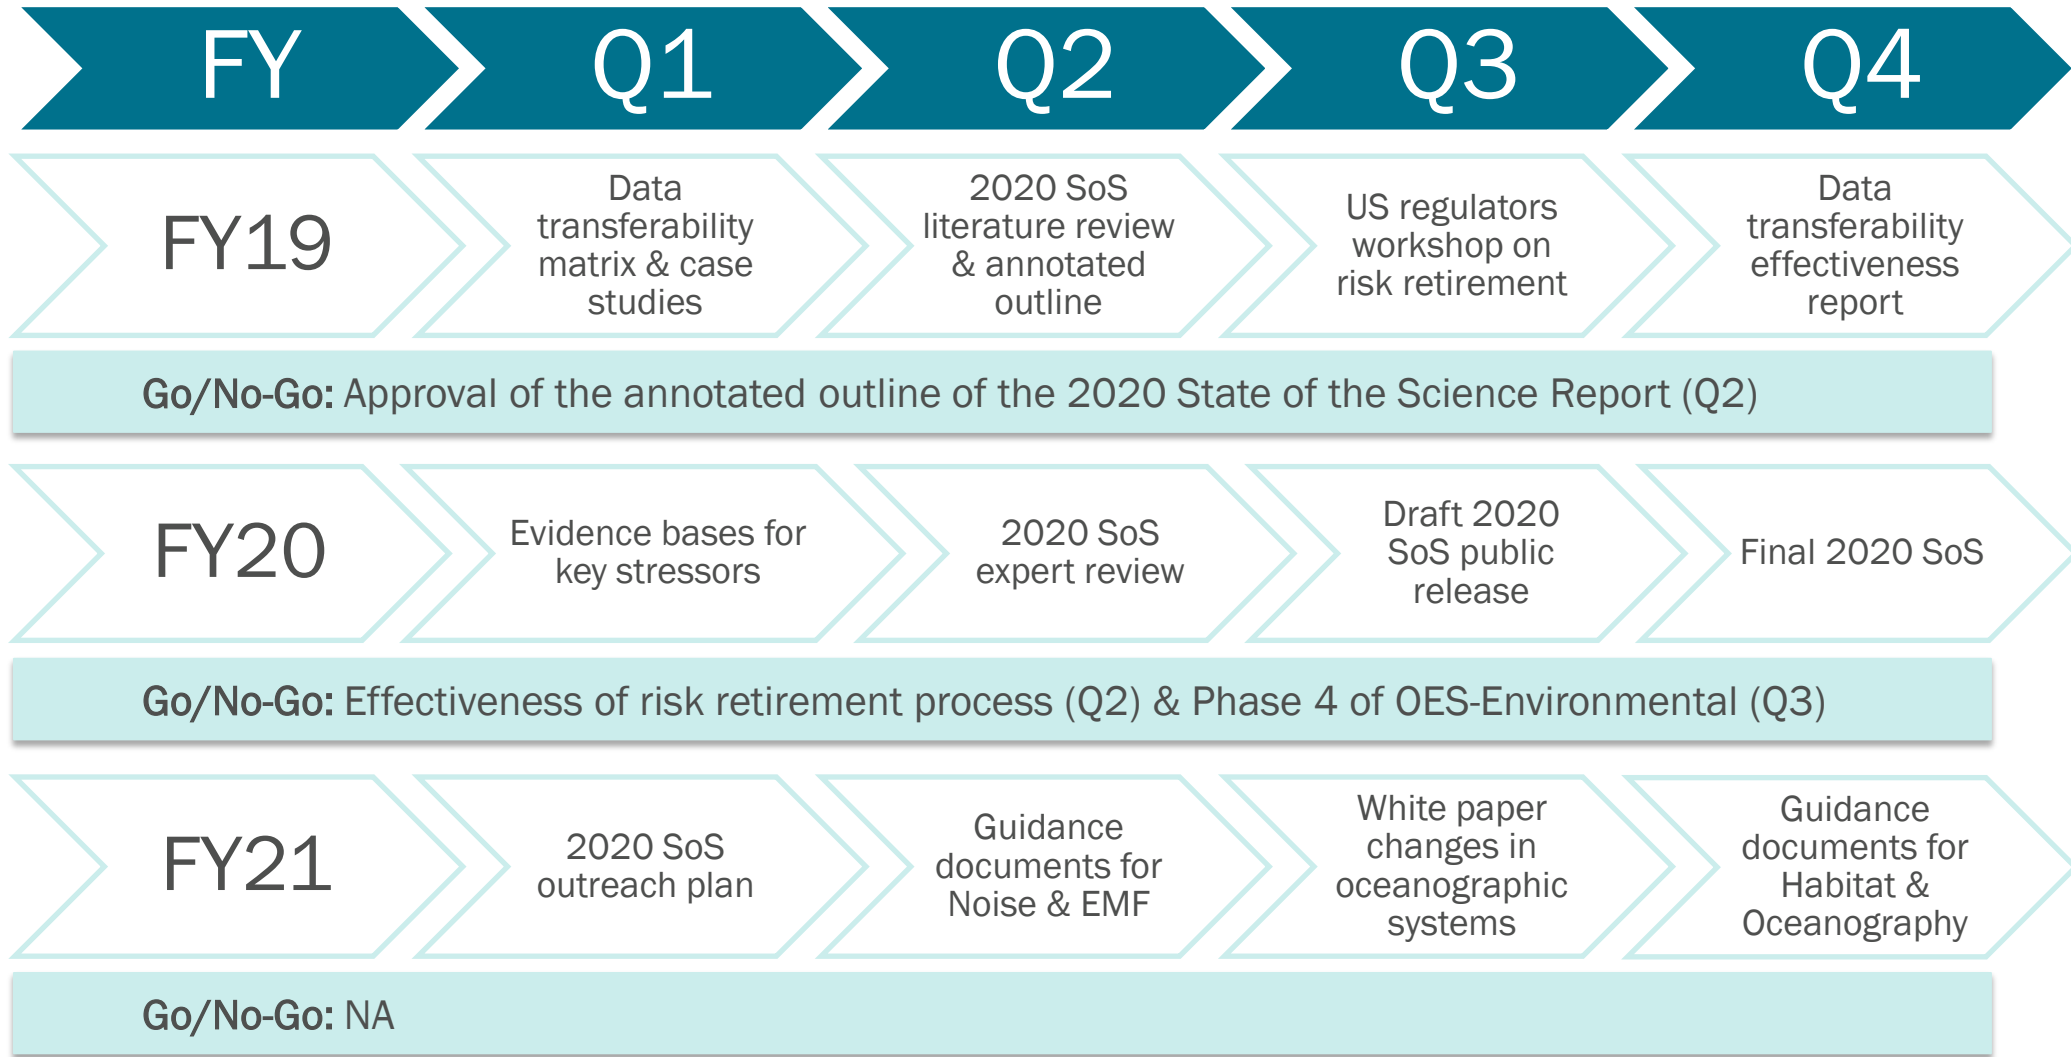 FY
Q1
Q2
Q3
Q4
FY19
Data
transferability
matrix & case
studies
2020 SoS
literature review
& annotated
outline
US regulators
workshop on
risk retirement
Data
transferability
effectiveness
report
Go/No-Go: Approval of the annotated outline of the 2020 State of the Science Report (Q2)
FY20
Evidence bases for
key stressors
2020 SoS
expert review
Draft 2020
SoS public
release
Final 2020 SoS
Go/No-Go: Effectiveness of risk retirement process (Q2) & Phase 4 of OES-Environmental (Q3)
FY21
2020 SoS
outreach plan
Guidance
documents for
Noise & EMF
White paper
changes in
oceanographic
systems
Guidance
documents for
Habitat &
Oceanography
Go/No-Go: NA